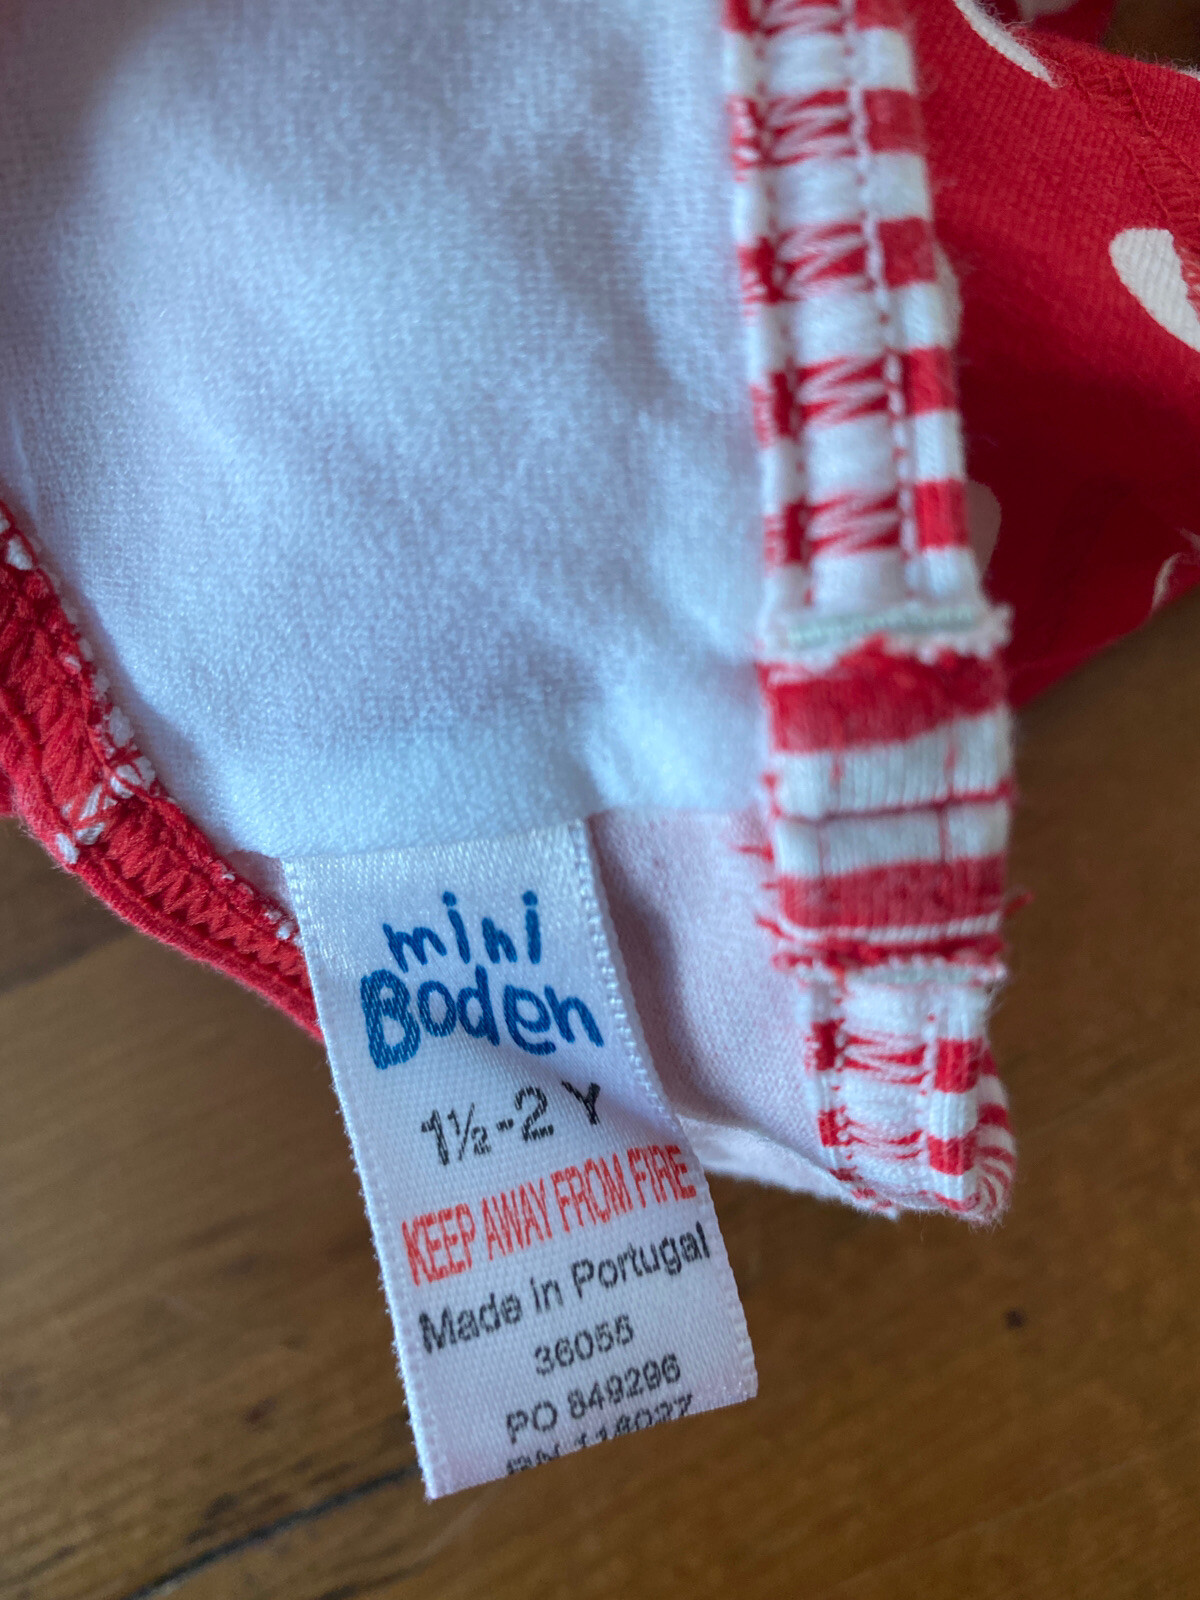 mini
Boden
1½-2 Y
KEEP AWAY FROM FIRE
Made in Portugal
36055
PO 849296